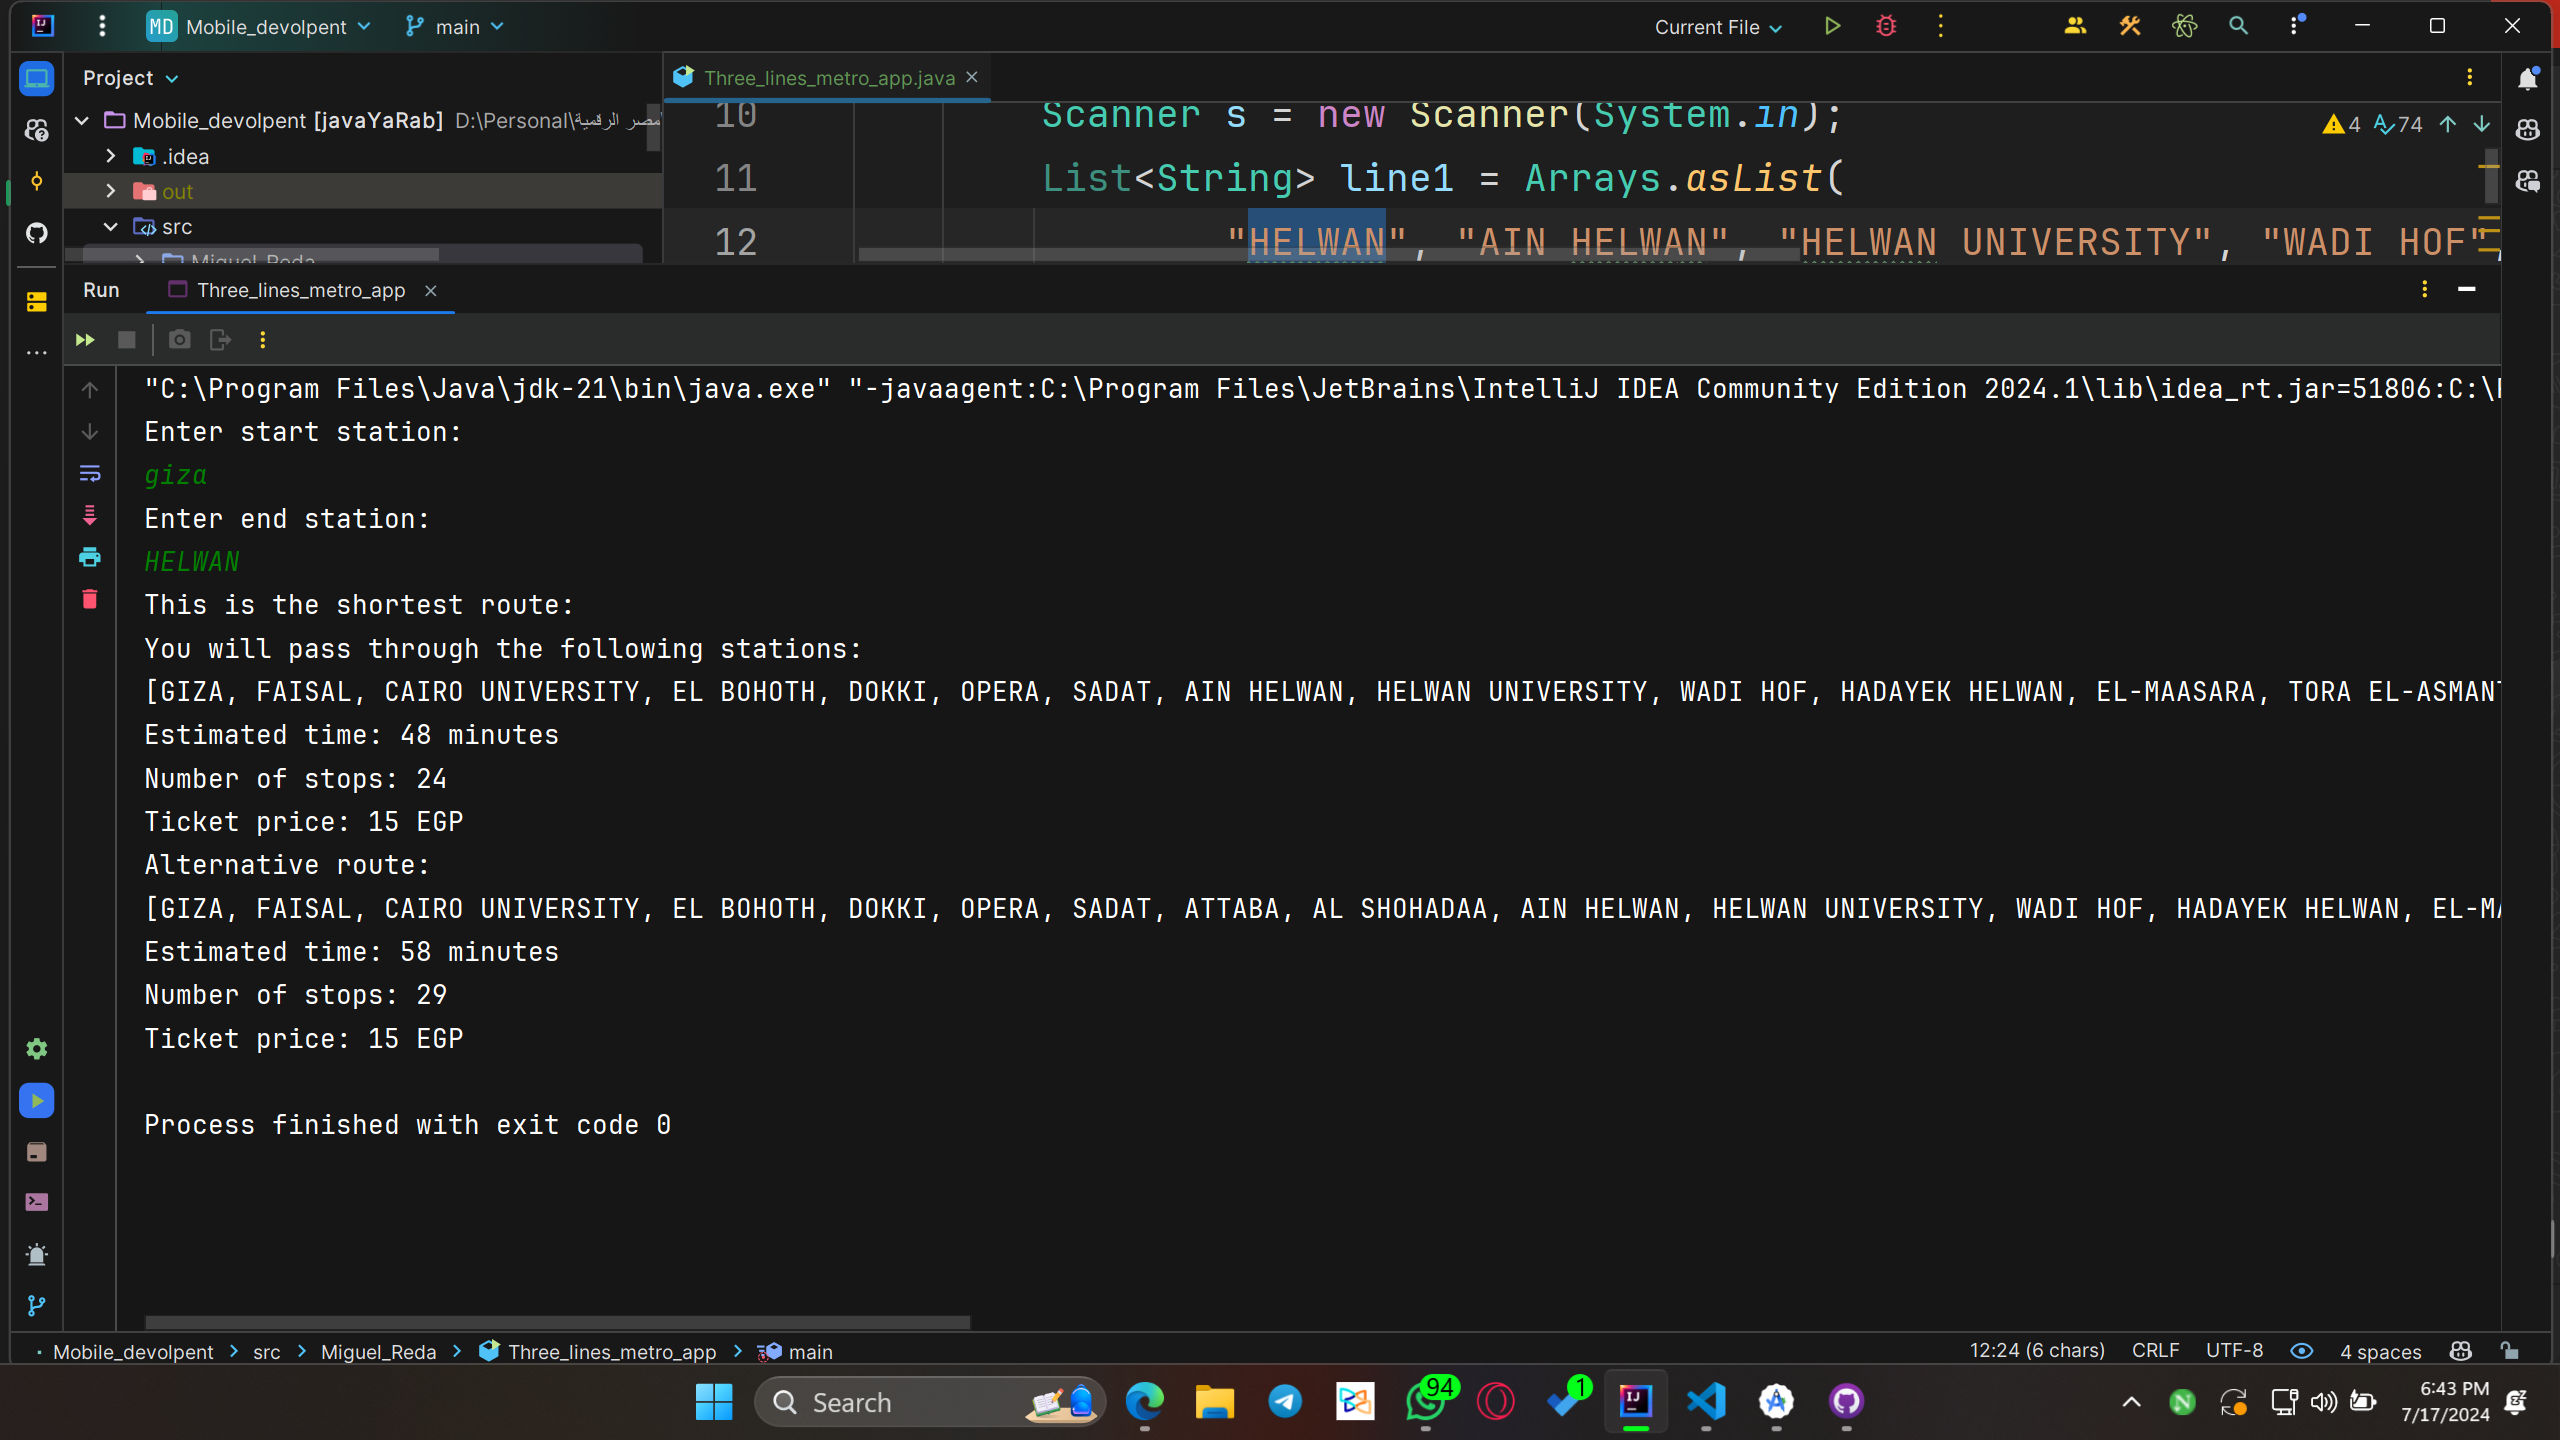 MD Mobile_devolpent main Current File
Project
Three_lines_metro_app.java
Mobile_devolpent [javaYaRab] D:\Personal\مصر الرقمية
.idea
out
src
Miguel_Reda
10 Scanner s = new Scanner(System.in);
11 List<String> line1 = Arrays.asList(
12 "HELWAN", "AIN HELWAN", "HELWAN UNIVERSITY", "WADI HOF",
4 74
Run Three_lines_metro_app
"C:\Program Files\Java\jdk-21\bin\java.exe" "-javaagent:C:\Program Files\JetBrains\IntelliJ IDEA Community Edition 2024.1\lib\idea_rt.jar=51806:C:\
Enter start station:
giza
Enter end station:
HELWAN
This is the shortest route:
You will pass through the following stations:
[GIZA, FAISAL, CAIRO UNIVERSITY, EL BOHOTH, DOKKI, OPERA, SADAT, AIN HELWAN, HELWAN UNIVERSITY, WADI HOF, HADAYEK HELWAN, EL-MAASARA, TORA EL-ASMANT
Estimated time: 48 minutes
Number of stops: 24
Ticket price: 15 EGP
Alternative route:
[GIZA, FAISAL, CAIRO UNIVERSITY, EL BOHOTH, DOKKI, OPERA, SADAT, ATTABA, AL SHOHADAA, AIN HELWAN, HELWAN UNIVERSITY, WADI HOF, HADAYEK HELWAN, EL-MA
Estimated time: 58 minutes
Number of stops: 29
Ticket price: 15 EGP
Process finished with exit code 0
Mobile_devolpent > src > Miguel_Reda > Three_lines_metro_app > main
12:24 (6 chars) CRLF UTF-8 4 spaces
Search
94
1
6:43 PM
7/17/2024